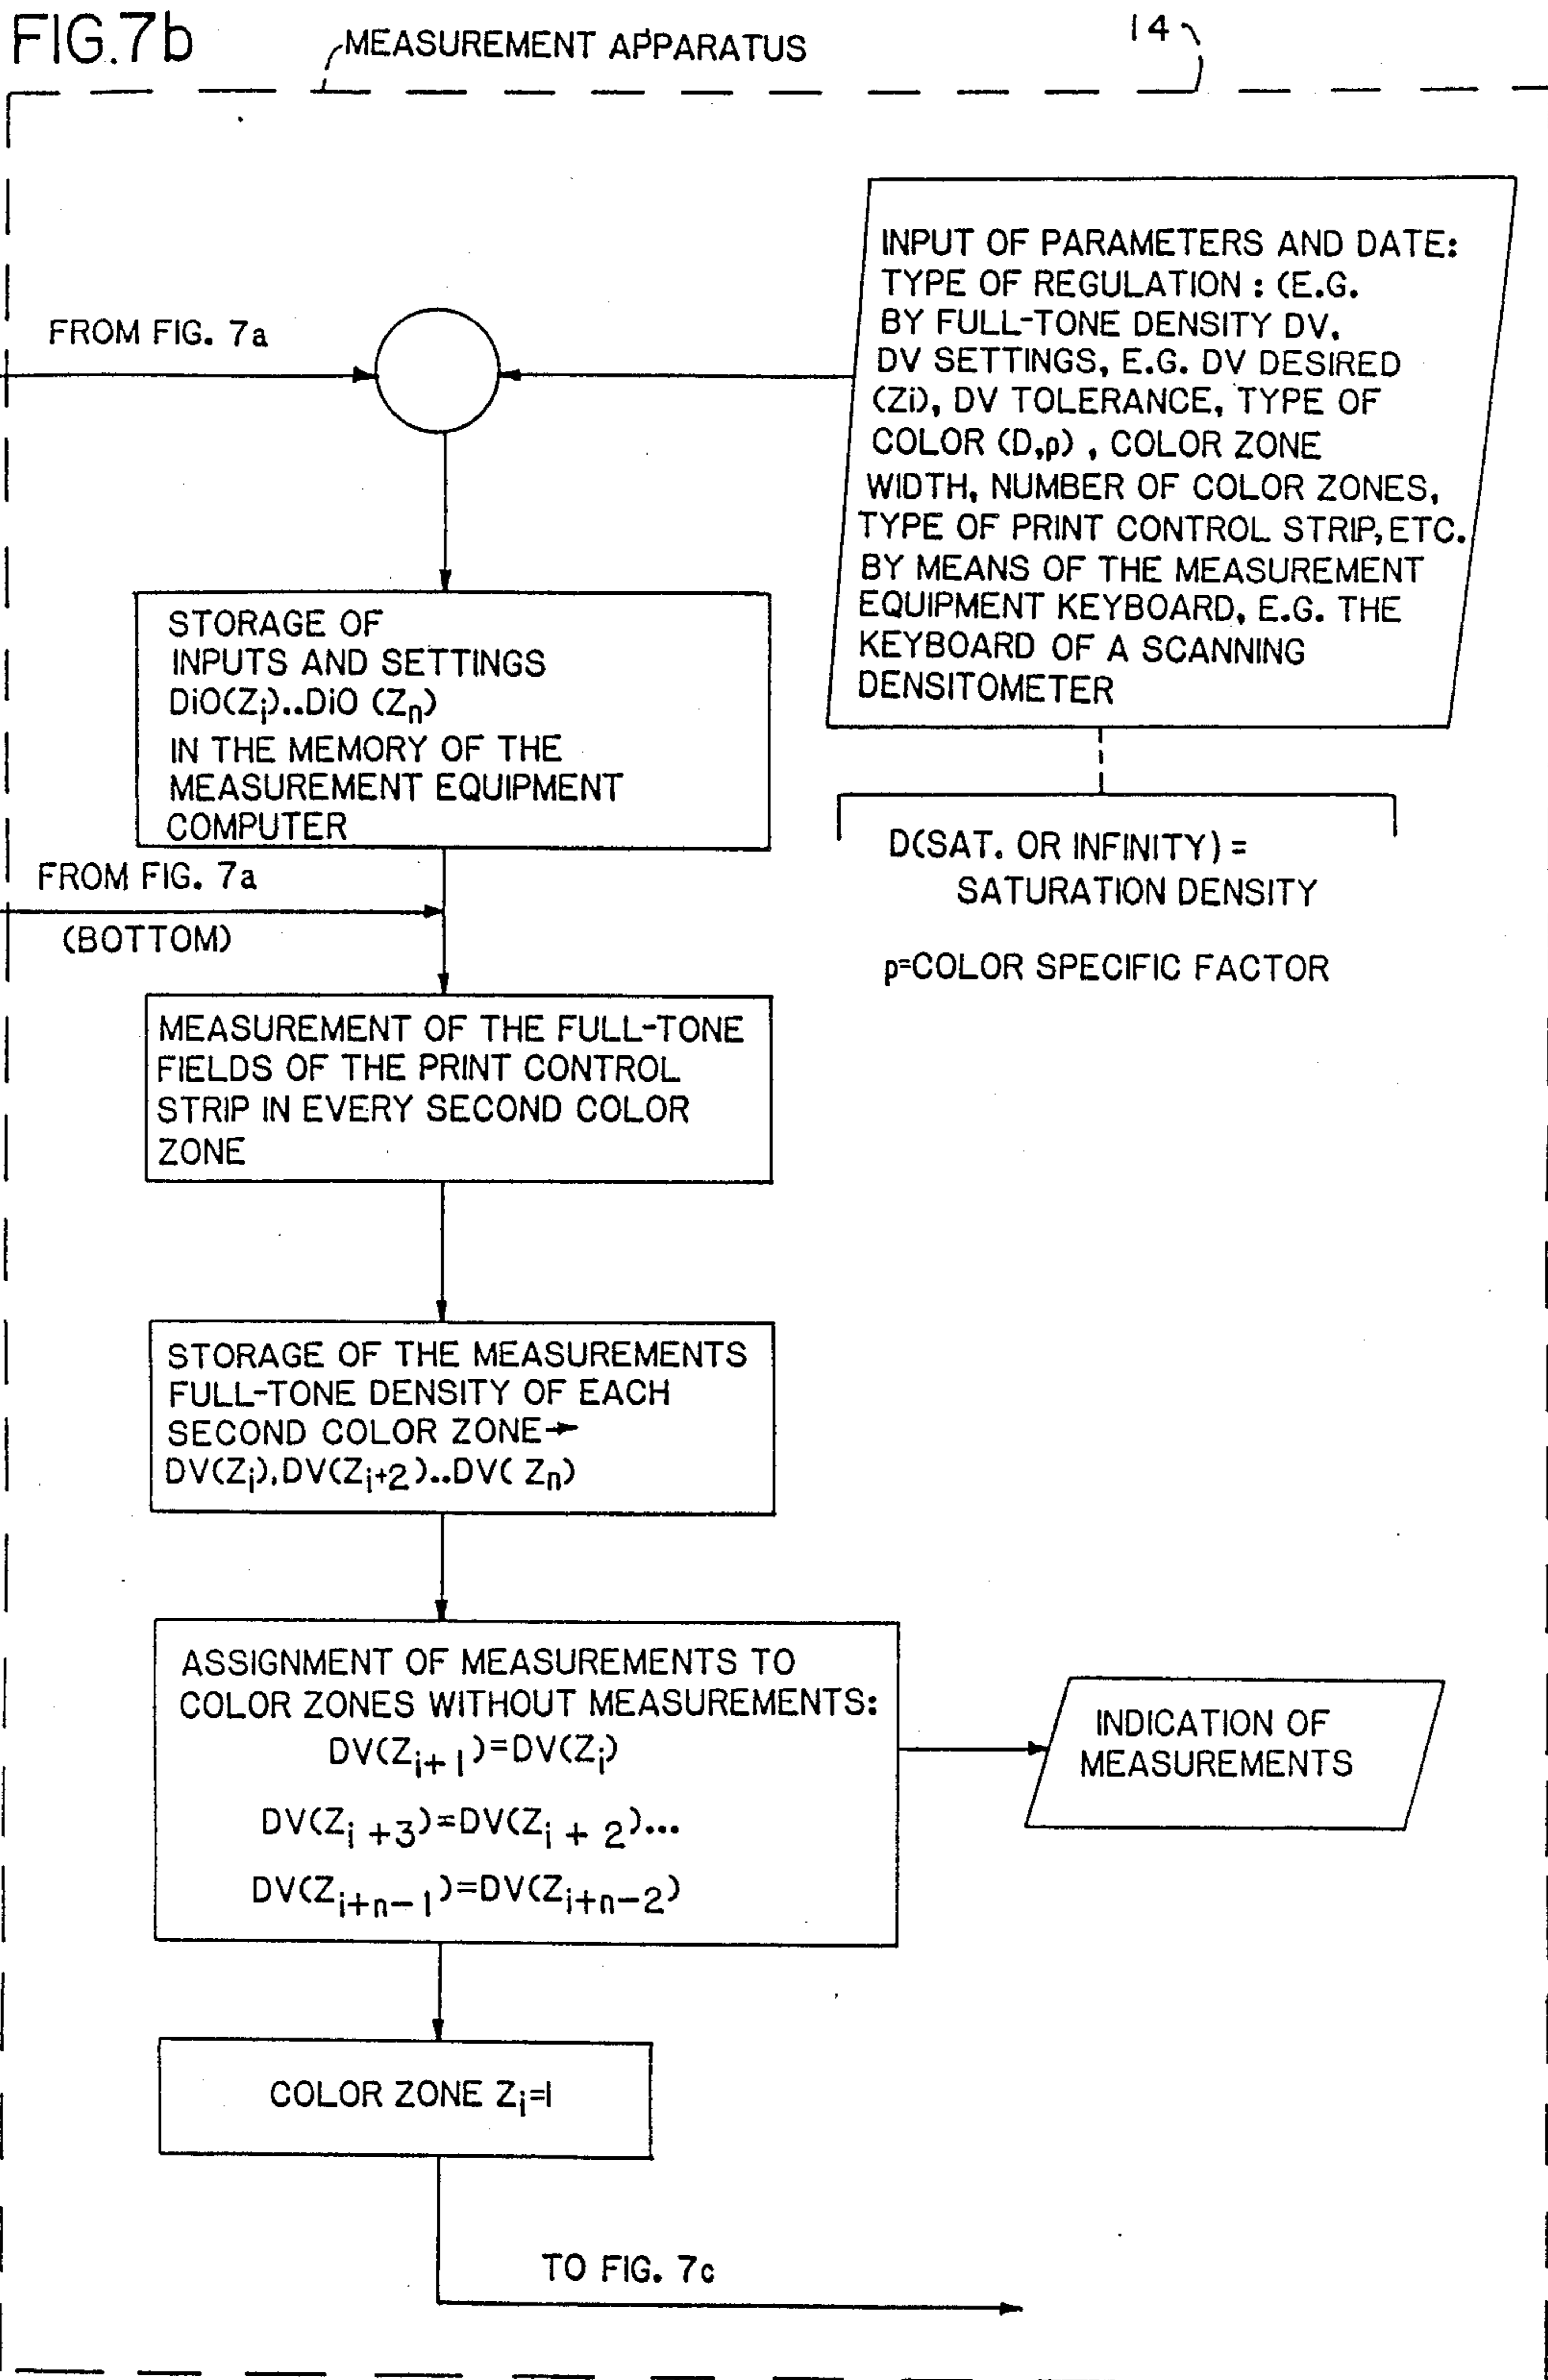 FIG.7b
MEASUREMENT APPARATUS
14
INPUT OF PARAMETERS AND DATE:
TYPE OF REGULATION : (E.G.
BY FULL-TONE DENSITY DV,
DV SETTINGS, E.G. DV DESIRED
(Zi), DV TOLERANCE, TYPE OF
COLOR (D,p) , COLOR ZONE
WIDTH, NUMBER OF COLOR ZONES,
TYPE OF PRINT CONTROL STRIP, ETC.
BY MEANS OF THE MEASUREMENT
EQUIPMENT KEYBOARD, E.G. THE
KEYBOARD OF A SCANNING
DENSITOMETER
FROM FIG. 7a
STORAGE OF
INPUTS AND SETTINGS
DiO(Zi)..DiO (Zn)
IN THE MEMORY OF THE
MEASUREMENT EQUIPMENT
COMPUTER
D(SAT. OR INFINITY) =
SATURATION DENSITY
p=COLOR SPECIFIC FACTOR
FROM FIG. 7a
(BOTTOM)
MEASUREMENT OF THE FULL-TONE
FIELDS OF THE PRINT CONTROL
STRIP IN EVERY SECOND COLOR
ZONE
STORAGE OF THE MEASUREMENTS
FULL-TONE DENSITY OF EACH
SECOND COLOR ZONE→
DV(Zi),DV(Zi+2)..DV( Zn)
ASSIGNMENT OF MEASUREMENTS TO
COLOR ZONES WITHOUT MEASUREMENTS:
DV(Zi+1)=DV(Zi)
DV(Zi +3)=DV(Zi + 2)...
DV(Zi+n-1)=DV(Zi+n-2)
INDICATION OF
MEASUREMENTS
COLOR ZONE Zi=1
TO FIG. 7c